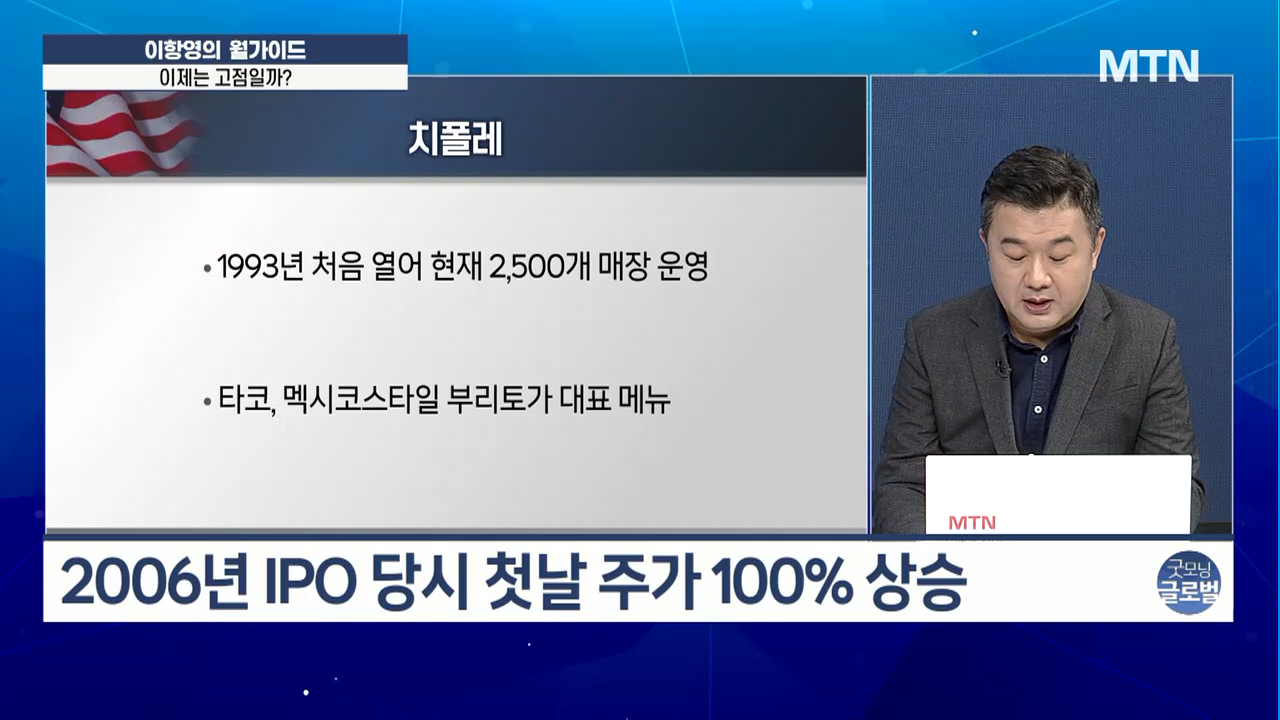 이항영의 월가이드
이제는 고점일까?
MTN
치폴레
•1993년 처음 열어 현재 2,500개 매장 운영
•타코, 멕시코스타일 부리토가 대표 메뉴
MTN
2006년 IPO 당시 첫날 주가 100% 상승
굿모닝
글로벌